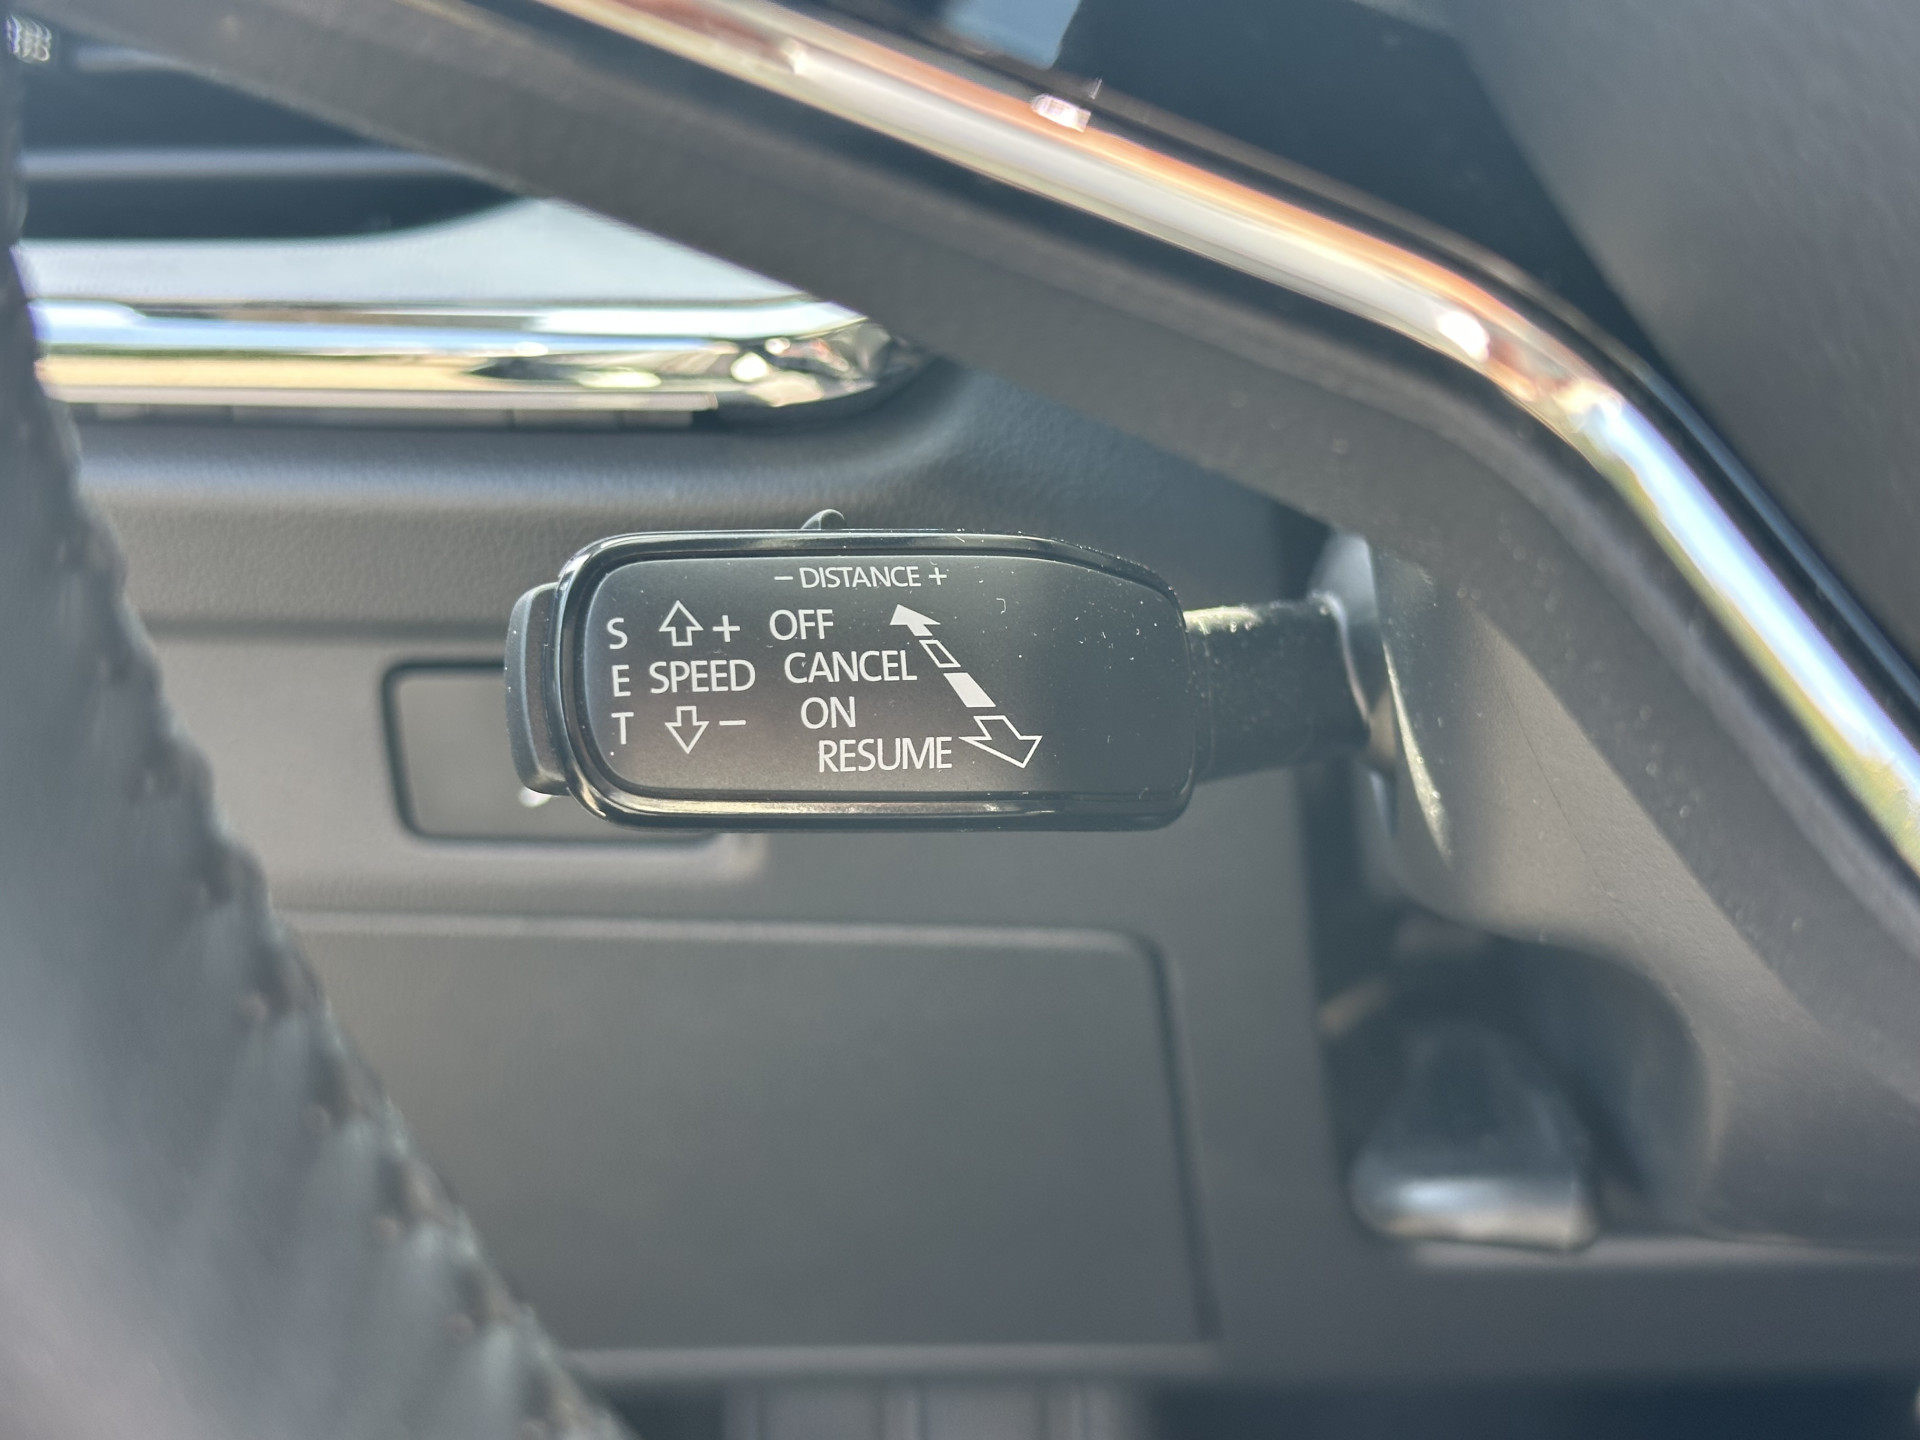 – DISTANCE +
S + OFF
E SPEED CANCEL
T – ON
RESUME